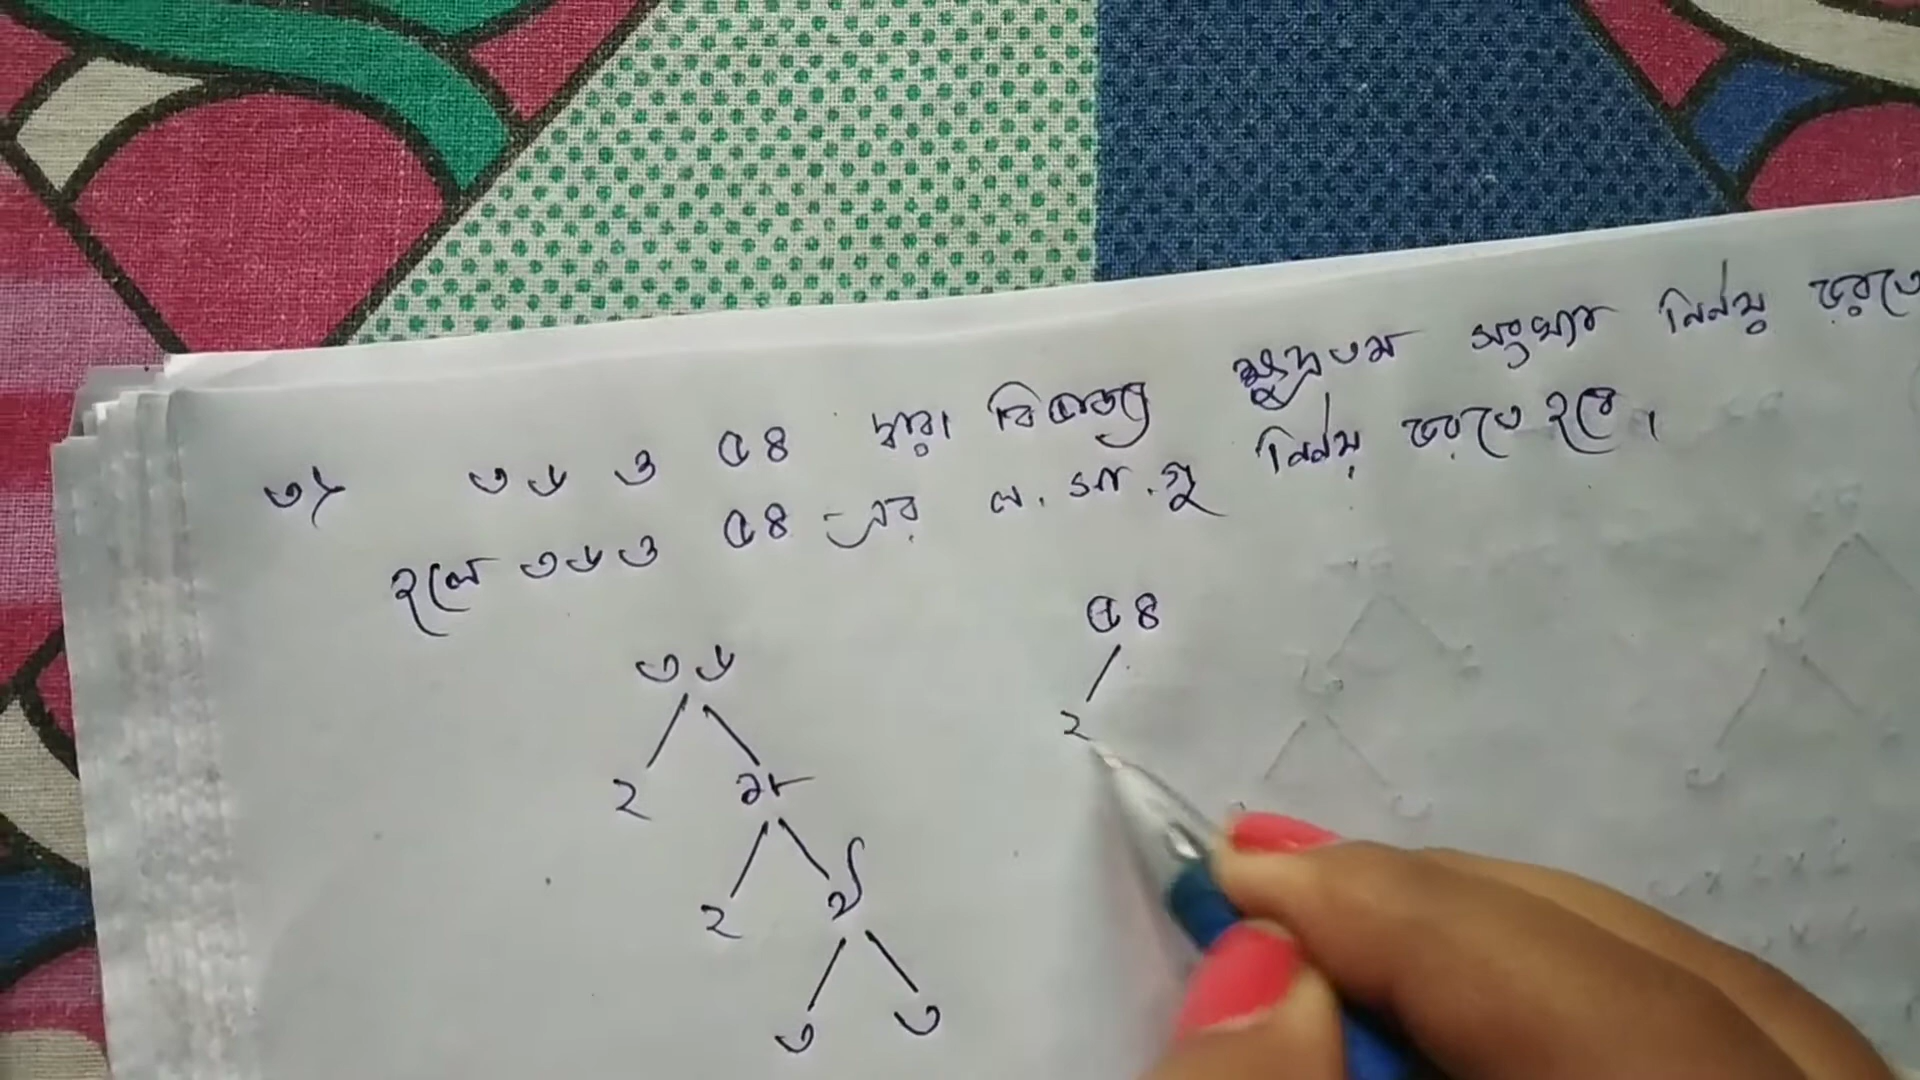 ৩) ৩৬ ও ৫৪ দ্বারা বিভাজ্য ক্ষুদ্রতম সংখ্যা নির্ণয় করতে
হলে ৩৬ ও ৫৪ -এর ল. সা. গু নির্ণয় করতে হবে।
৩৬ ৫৪
২ ১৮ ২
২ ৯
৩ ৩